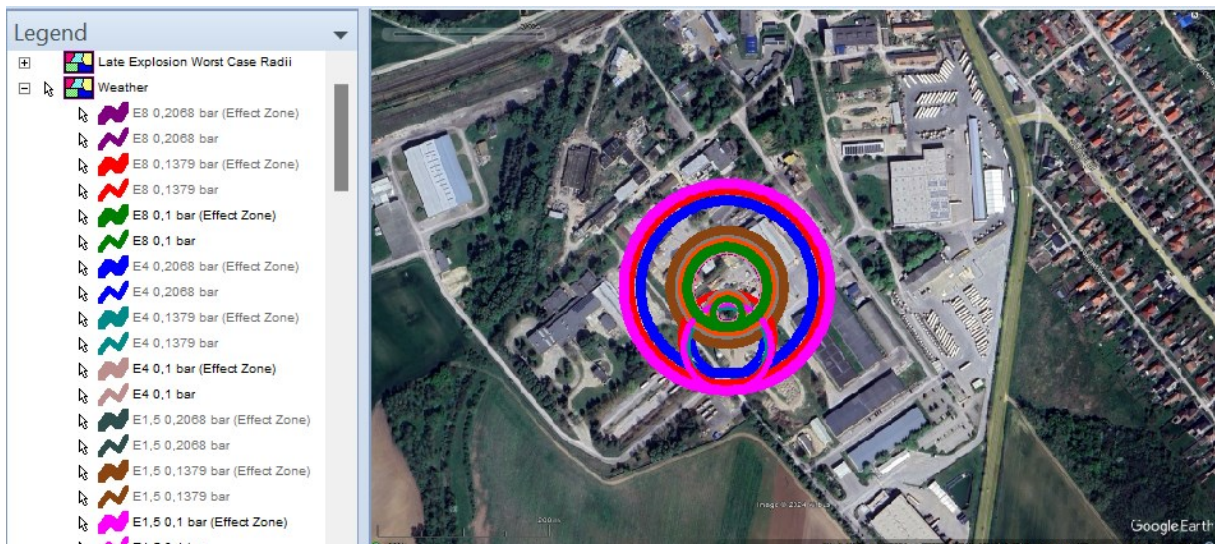 Legend
Late Explosion Worst Case Radii
Weather
E8 0,2068 bar (Effect Zone)
E8 0,2068 bar
E8 0,1379 bar (Effect Zone)
E8 0,1379 bar
E8 0,1 bar (Effect Zone)
E8 0,1 bar
E4 0,2068 bar (Effect Zone)
E4 0,2068 bar
E4 0,1379 bar (Effect Zone)
E4 0,1379 bar
E4 0,1 bar (Effect Zone)
E4 0,1 bar
E1,5 0,2068 bar (Effect Zone)
E1,5 0,2068 bar
E1,5 0,1379 bar (Effect Zone)
E1,5 0,1379 bar
E1,5 0,1 bar (Effect Zone)
Image © 2024
200 m
Google Earth